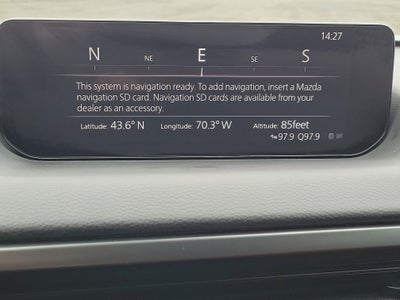 14:27
N NE E SE S
This system is navigation ready. To add navigation, insert a Mazda
navigation SD card. Navigation SD cards are available from your
dealer as an accessory.
Latitude: 43.6° N Longitude: 70.3° W Altitude: 85feet
97.9 Q97.9